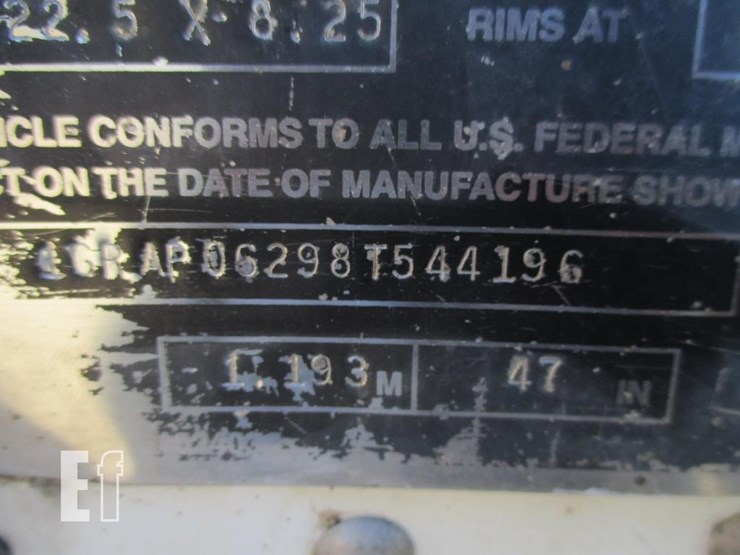 22.5 X 8.25 RIMS AT
ICLE CONFORMS TO ALL U.S. FEDERAL M
CT ON THE DATE OF MANUFACTURE SHOW
1GRAP06298T544196
1.193 M 47 IN
Ef